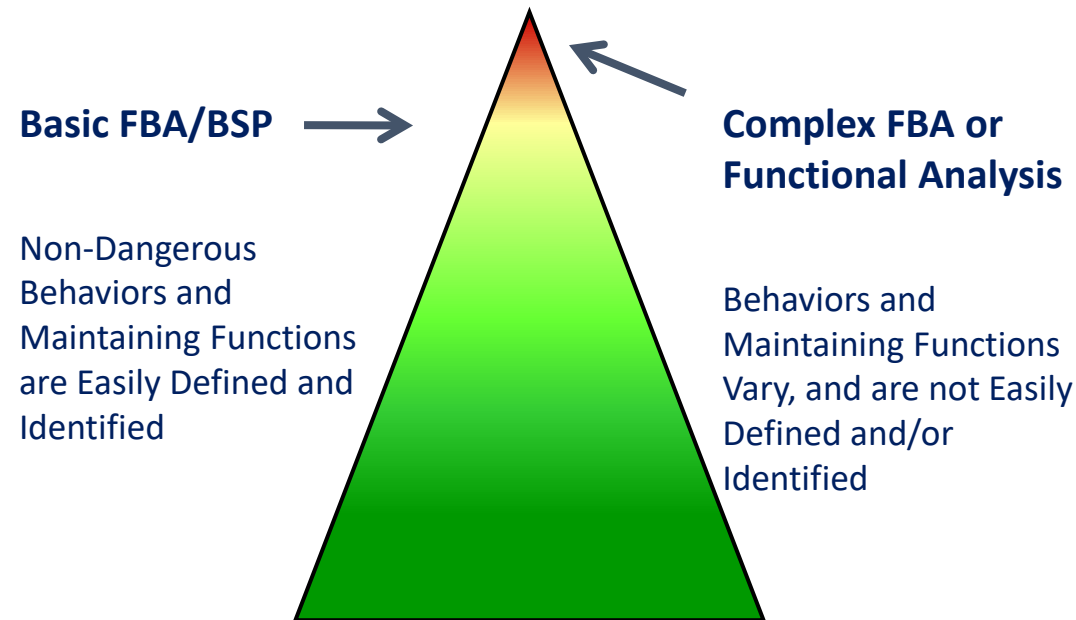 Basic FBA/BSP
Non-Dangerous
Behaviors and
Maintaining Functions
are Easily Defined and
Identified
Complex FBA or
Functional Analysis
Behaviors and
Maintaining Functions
Vary, and are not Easily
Defined and/or
Identified